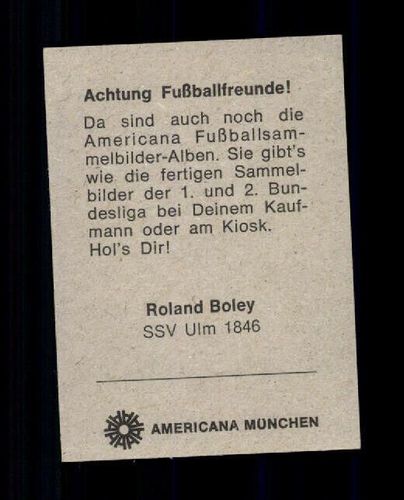 Achtung Fußballfreunde!
Da sind auch noch die
Americana Fußballsam-
melbilder-Alben. Sie gibt's
wie die fertigen Sammel-
bilder der 1. und 2. Bun-
desliga bei Deinem Kauf-
mann oder am Kiosk.
Hol's Dir!
Roland Boley
SSV Ulm 1846
AMERICANA MÜNCHEN